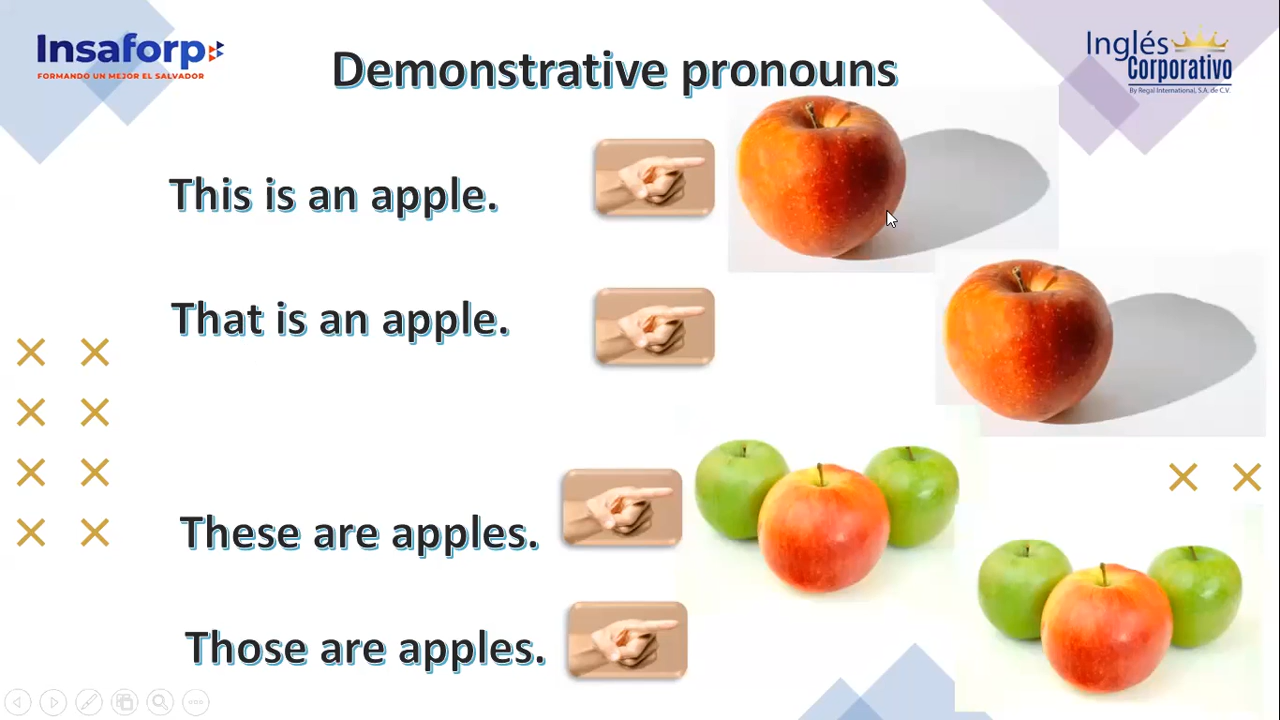 Insaforp
FORMANDO UN MEJOR EL SALVADOR
Demonstrative pronouns
Inglés
Corporativo
By Regal International, S.A. de C.V.
This is an apple.
That is an apple.
These are apples.
Those are apples.